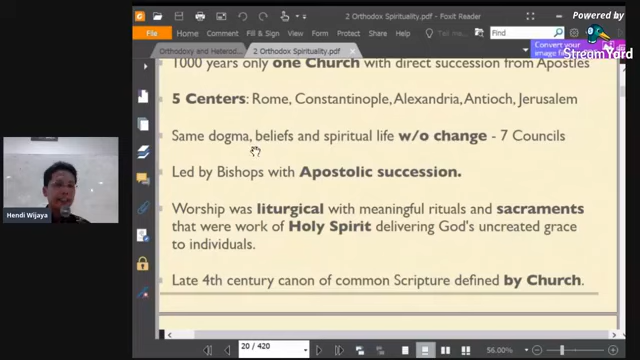 2 Orthodox Spirituality.pdf - Foxit Reader
Powered by
StreamYard
File
Home
Comment
Fill & Sign
View
Form
Protect
Share
Help
Tell me
Find
Convert your
image fo
Orthodoxy and Heterod...
2 Orthodox Spirituality.pdf
1000 years only one Church with direct succession from Apostles
5 Centers: Rome, Constantinople, Alexandria, Antioch, Jerusalem
Same dogma, beliefs and spiritual life w/o change - 7 Councils
Led by Bishops with Apostolic succession.
Worship was liturgical with meaningful rituals and sacraments
that were work of Holy Spirit delivering God's uncreated grace
to individuals.
Late 4th century canon of common Scripture defined by Church.
Hendi Wijaya
20 / 420
56.00%